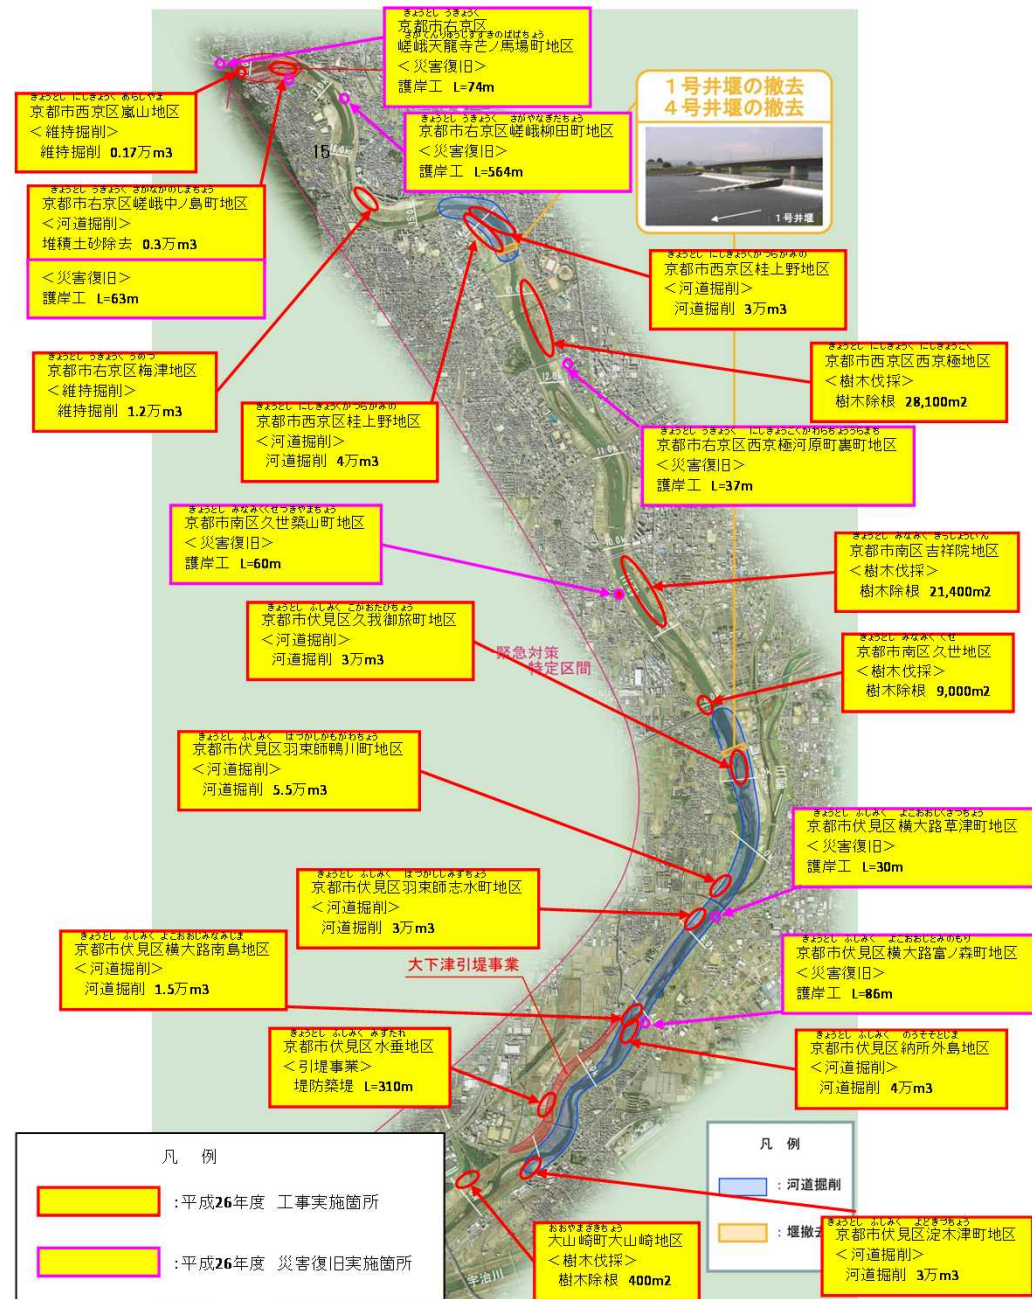 きょうとし うきょうく
京都市右京区
さがてんりゅうじすすきのばばちょう
嵯峨天龍寺芒ノ馬場町地区
＜災害復旧＞
護岸工 L=74m
きょうとし にしきょうく あらしやま
京都市西京区嵐山地区
＜維持掘削＞
維持掘削 0.17万m3
きょうとし うきょうく さがやなぎだちょう
京都市右京区嵯峨柳田町地区
＜災害復旧＞
護岸工 L=564m
1号井堰の撤去
4号井堰の撤去
1号井堰
15
きょうとし うきょうく さがなかのしまちょう
京都市右京区嵯峨中ノ島町地区
＜河道掘削＞
堆積土砂除去 0.3万m3
＜災害復旧＞
護岸工 L=63m
きょうとし にしきょうくかつらかみの
京都市西京区桂上野地区
＜河道掘削＞
河道掘削 3万m3
きょうとし うきょうく うめづ
京都市右京区梅津地区
＜維持掘削＞
維持掘削 1.2万m3
きょうとし にしきょうくかつらかみの
京都市西京区桂上野地区
＜河道掘削＞
河道掘削 4万m3
13.0k
12.0k
11.0k
10.0k
きょうとし にしきょうく にしきょうごく
京都市西京区西京極地区
＜樹木伐採＞
樹木除根 28,100m2
きょうとし うきょうく にしきょうごくかわらちょううらまち
京都市右京区西京極河原町裏町地区
＜災害復旧＞
護岸工 L=37m
きょうとし みなみくくぜつきやまちょう
京都市南区久世築山町地区
＜災害復旧＞
護岸工 L=60m
きょうとし みなみく きっしょういん
京都市南区吉祥院地区
＜樹木伐採＞
樹木除根 21,400m2
きょうとし ふしみく こがおたびちょう
京都市伏見区久我御旅町地区
＜河道掘削＞
河道掘削 3万m3
緊急対策
特定区間
きょうとし みなみく くぜ
京都市南区久世地区
＜樹木伐採＞
樹木除根 9,000m2
きょうとし ふしみく はづかしかもがわちょう
京都市伏見区羽束師鴨川町地区
＜河道掘削＞
河道掘削 5.5万m3
きょうとし ふしみく よこおおじくさつちょう
京都市伏見区横大路草津町地区
＜災害復旧＞
護岸工 L=30m
きょうとし ふしみく はつかししみずちょう
京都市伏見区羽束師志水町地区
＜河道掘削＞
河道掘削 3万m3
きょうとし ふしみく よこおおじみなみじま
京都市伏見区横大路南島地区
＜河道掘削＞
河道掘削 1.5万m3
大下津引堤事業
きょうとし ふしみく よこおおじとみのもり
京都市伏見区横大路富ノ森町地区
＜災害復旧＞
護岸工 L=86m
きょうとし ふしみく みずたれ
京都市伏見区水垂地区
＜引堤事業＞
堤防築堤 L=310m
きょうとし ふしみく のうそそとじま
京都市伏見区納所外島地区
＜河道掘削＞
河道掘削 4万m3
凡 例
:平成26年度 工事実施箇所
:平成26年度 災害復旧実施箇所
宇治川
おおやまざきちょう
大山崎町大山崎地区
＜樹木伐採＞
樹木除根 400m2
凡 例
：河道掘削
：堰撤去
きょうとし ふしみく よどきづちょう
京都市伏見区淀木津町地区
＜河道掘削＞
河道掘削 3万m3